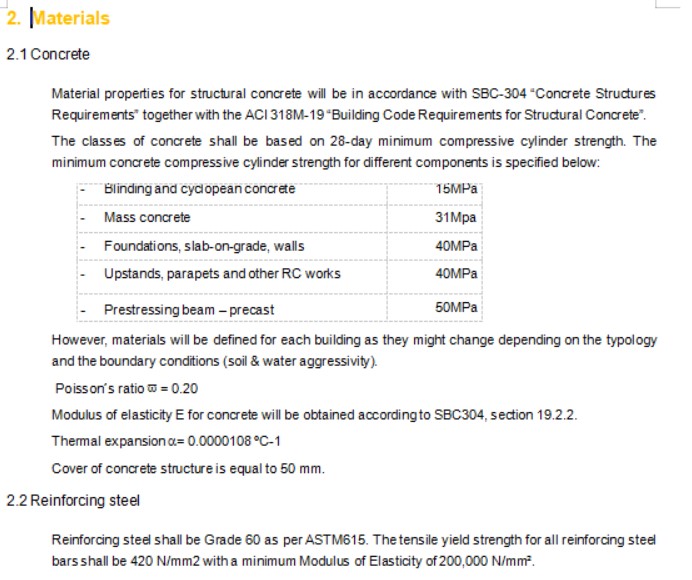 2. Materials
2.1 Concrete
Material properties for structural concrete will be in accordance with SBC-304 “Concrete Structures
Requirements” together with the ACI 318M-19 “Building Code Requirements for Structural Concrete”.
The classes of concrete shall be based on 28-day minimum compressive cylinder strength. The
minimum concrete compressive cylinder strength for different components is specified below:
- Blinding and cyclopean concrete 15MPa
- Mass concrete 31Mpa
- Foundations, slab-on-grade, walls 40MPa
- Upstands, parapets and other RC works 40MPa
- Prestressing beam – precast 50MPa
However, materials will be defined for each building as they might change depending on the typology
and the boundary conditions (soil & water aggressivity).
Poisson's ratio ϖ = 0.20
Modulus of elasticity E for concrete will be obtained according to SBC304, section 19.2.2.
Thermal expansion α= 0.0000108 ºC-1
Cover of concrete structure is equal to 50 mm.
2.2 Reinforcing steel
Reinforcing steel shall be Grade 60 as per ASTM615. The tensile yield strength for all reinforcing steel
bars shall be 420 N/mm2 with a minimum Modulus of Elasticity of 200,000 N/mm².